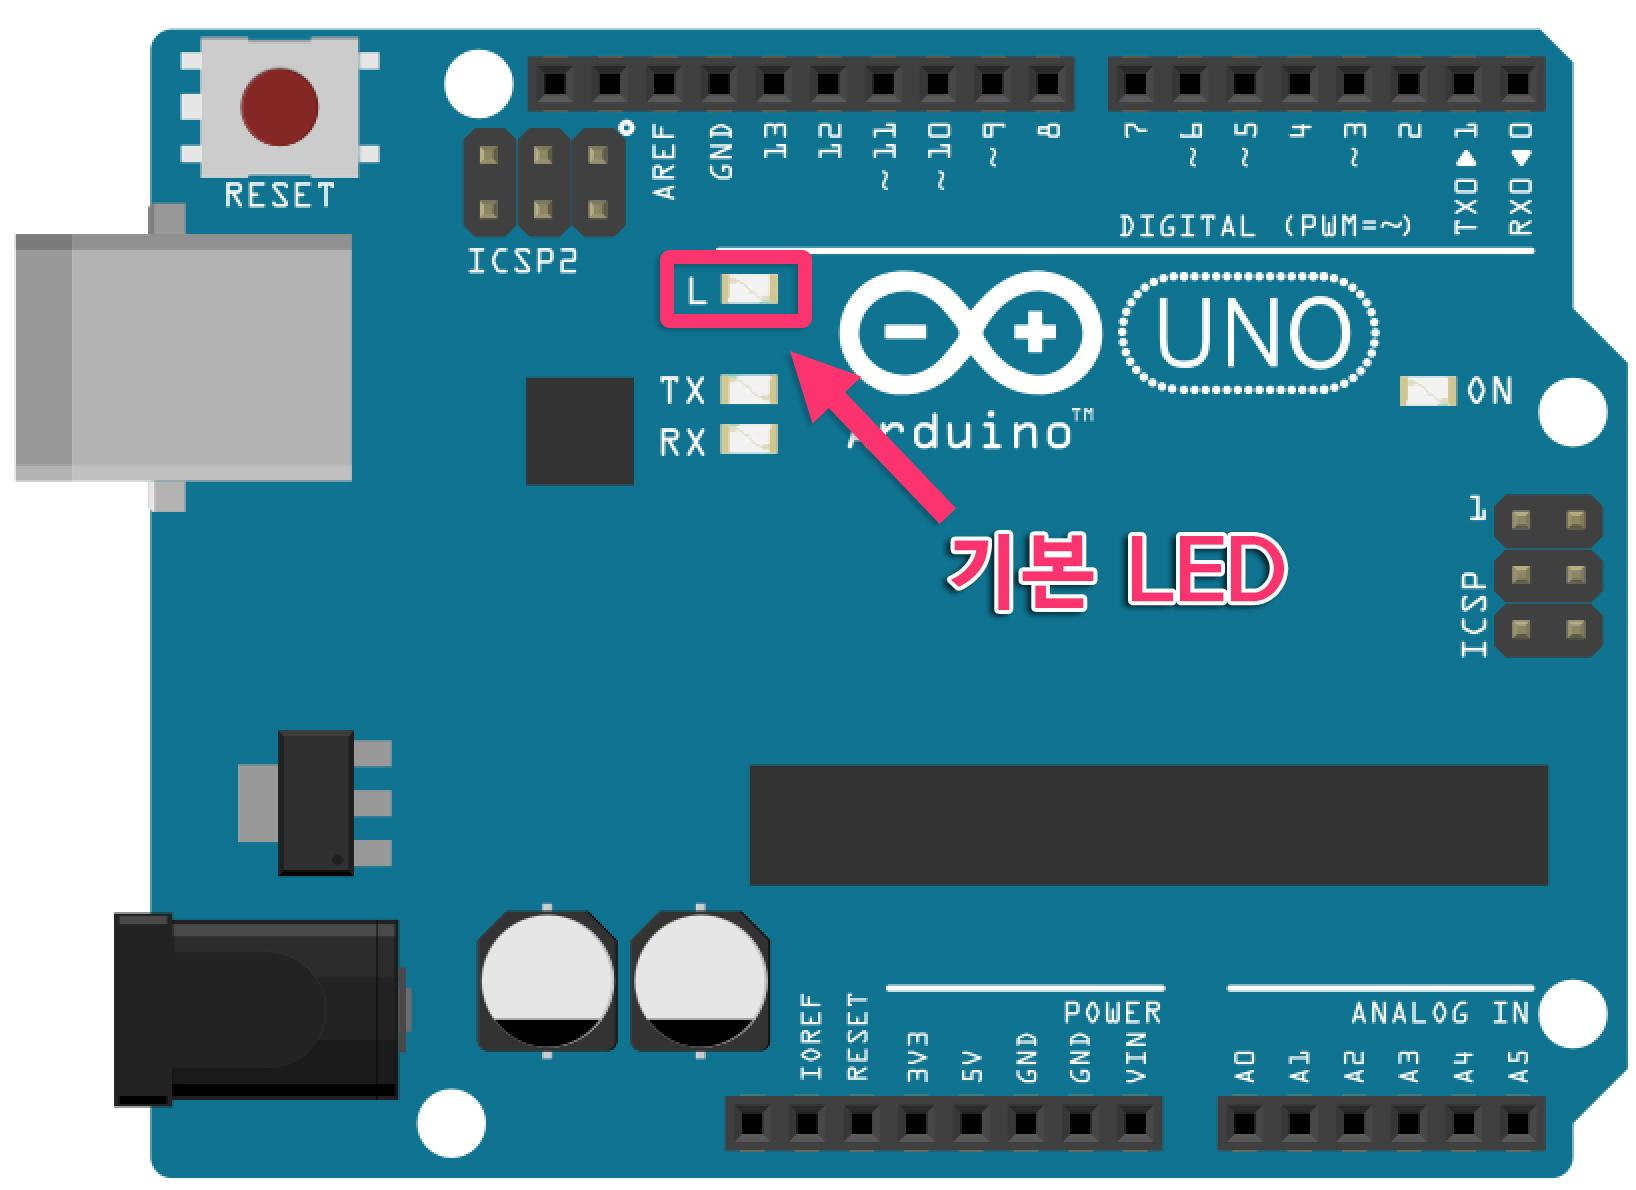 RESET
ICSP2
AREF
GND
13
12
~11
~10
~9
8
7
~6
~5
4
~3
2
TX0▶1
RX0◀0
DIGITAL (PWM=~)
L
TX
RX
UNO
Arduino™
ON
기본 LED
1
ICSP
POWER
ANALOG IN
IOREF
RESET
3V3
5V
GND
GND
VIN
A0
A1
A2
A3
A4
A5